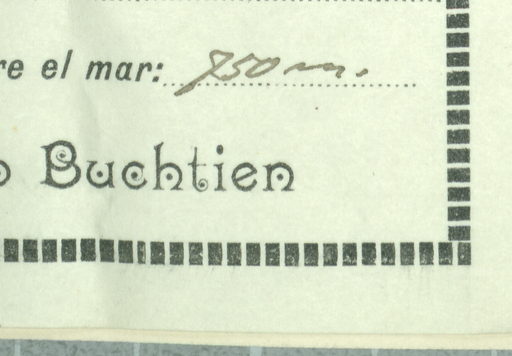 re el mar: 750 m.
o Buchtien